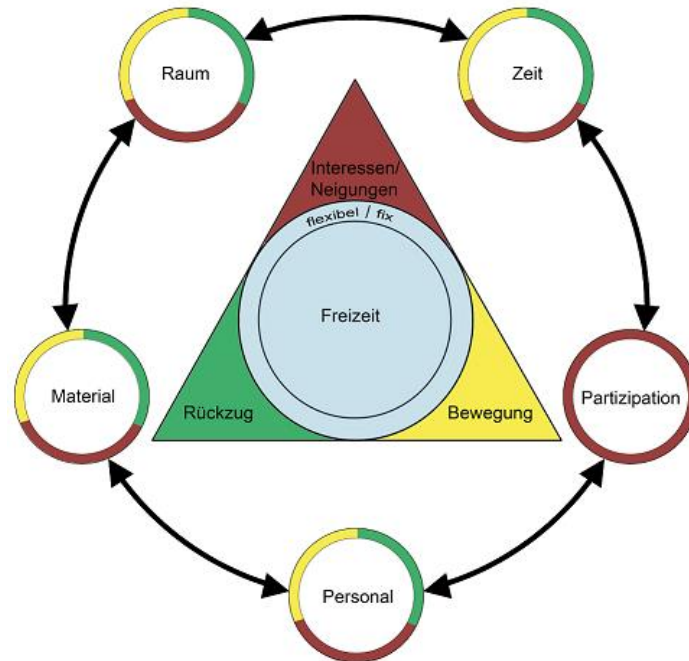 Raum
Zeit
Interessen/
Neigungen
flexibel / fix
Freizeit
Material
Rückzug
Bewegung
Partizipation
Personal